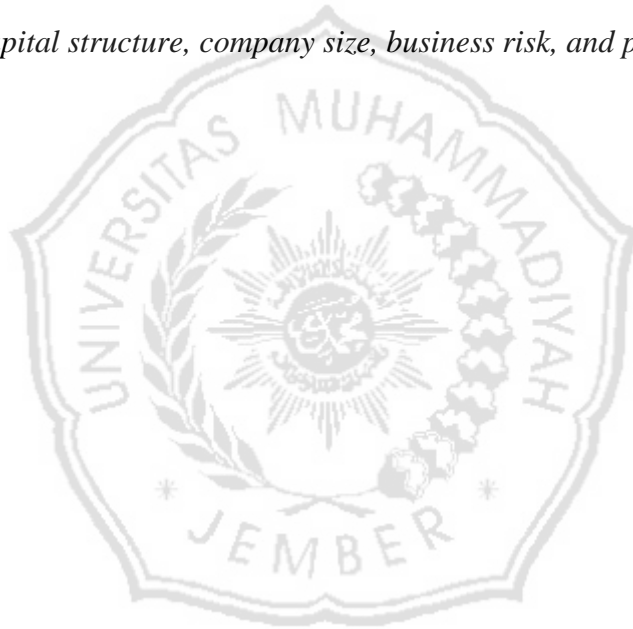 pital structure, company size, business risk, and p
UNIVERSITAS MUHAMMADIYAH
* JEMBER *